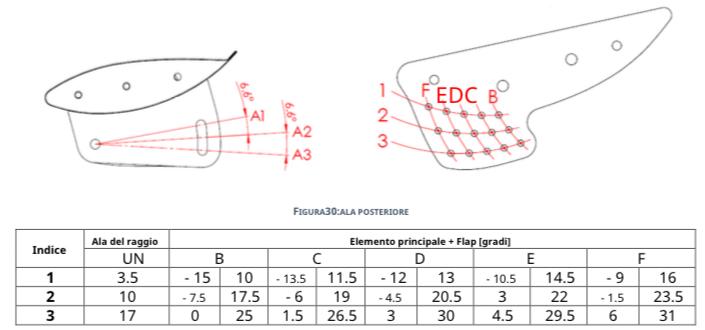 6.6°
A1
6.6°
A2
A3
F EDC B
1
2
3
FIGURA30:ALA POSTERIORE
Indice Ala del raggio Elemento principale + Flap [gradi]
UN B C D E F
1 3.5 - 15 10 - 13.5 11.5 - 12 13 - 10.5 14.5 - 9 16
2 10 - 7.5 17.5 - 6 19 - 4.5 20.5 3 22 - 1.5 23.5
3 17 0 25 1.5 26.5 3 30 4.5 29.5 6 31